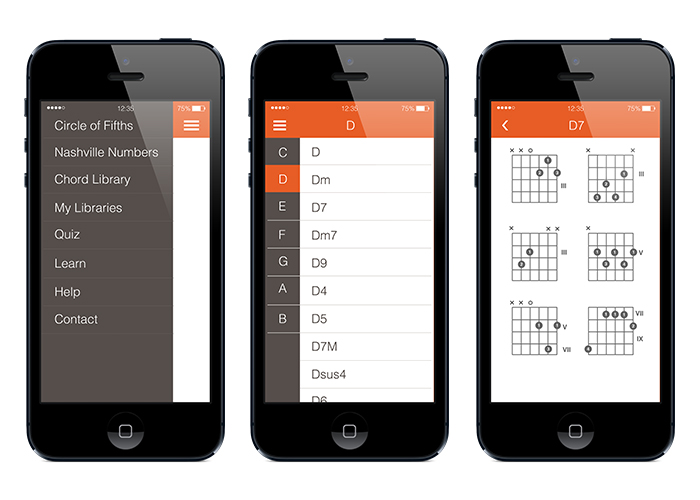 12:35
75%
Circle of Fifths
Nashville Numbers
Chord Library
My Libraries
Quiz
Learn
Help
Contact
12:35
75%
D
C
D
E
F
G
A
B
D
Dm
D7
Dm7
D9
D4
D5
D7M
Dsus4
D6
12:35
75%
D7
× × ○
III
× ×
III
× × ×
III
V
× × ○
V
VII
VII
IX